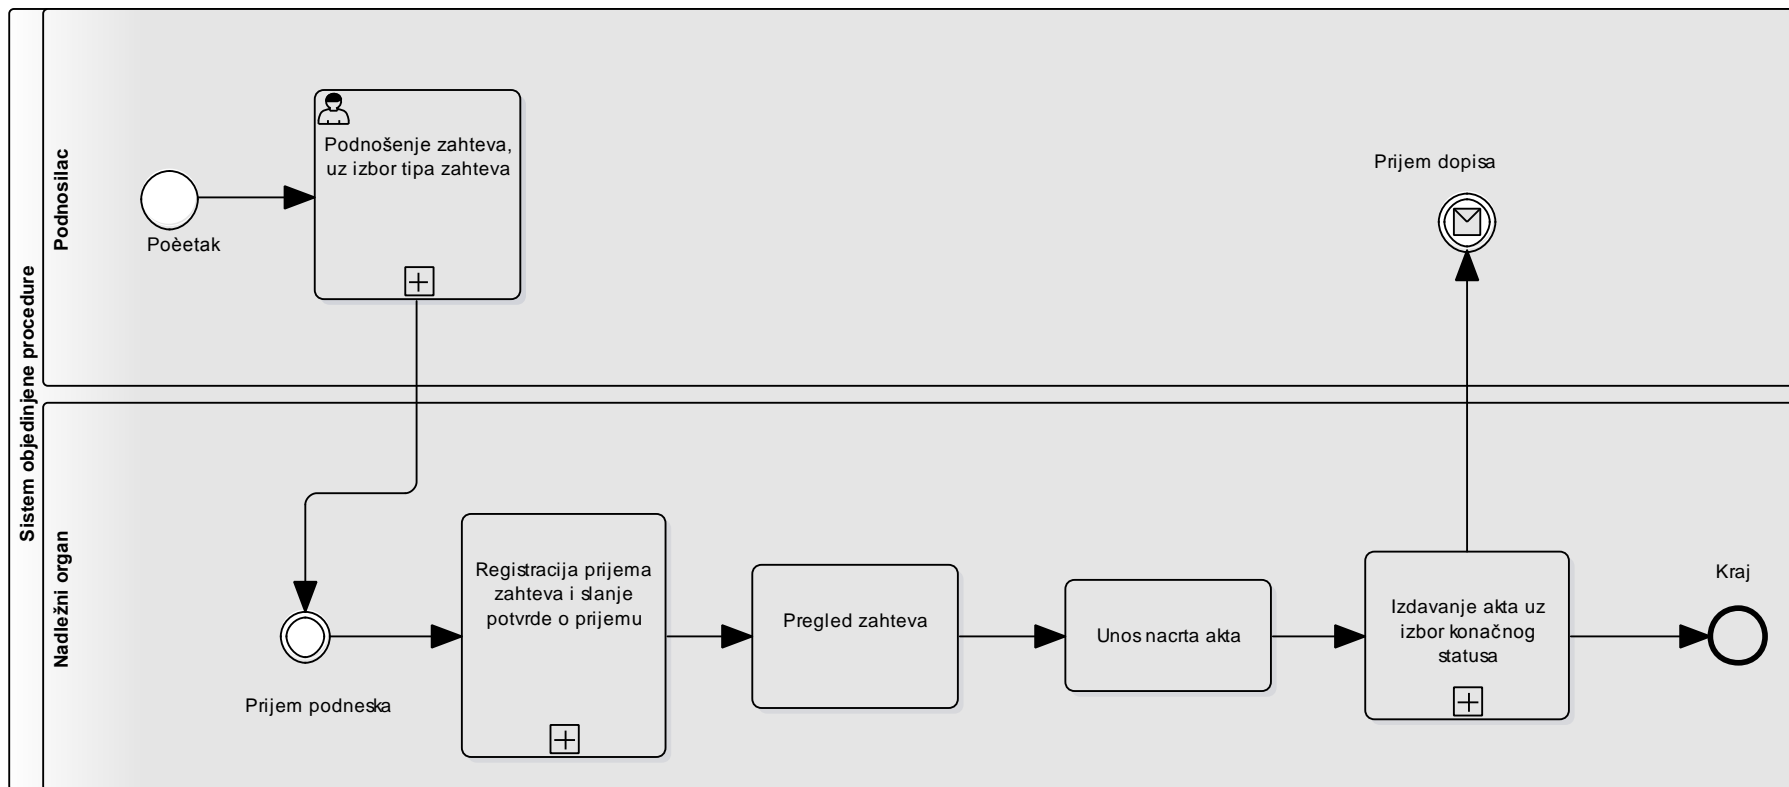 Sistem objedinjene procedure
Podnosilac
Poèetak
Podnošenje zahteva,
uz izbor tipa zahteva
Prijem dopisa
Nadležni organ
Prijem podneska
Registracija prijema
zahteva i slanje
potvrde o prijemu
Pregled zahteva
Unos nacrta akta
Izdavanje akta uz
izbor konačnog
statusa
Kraj